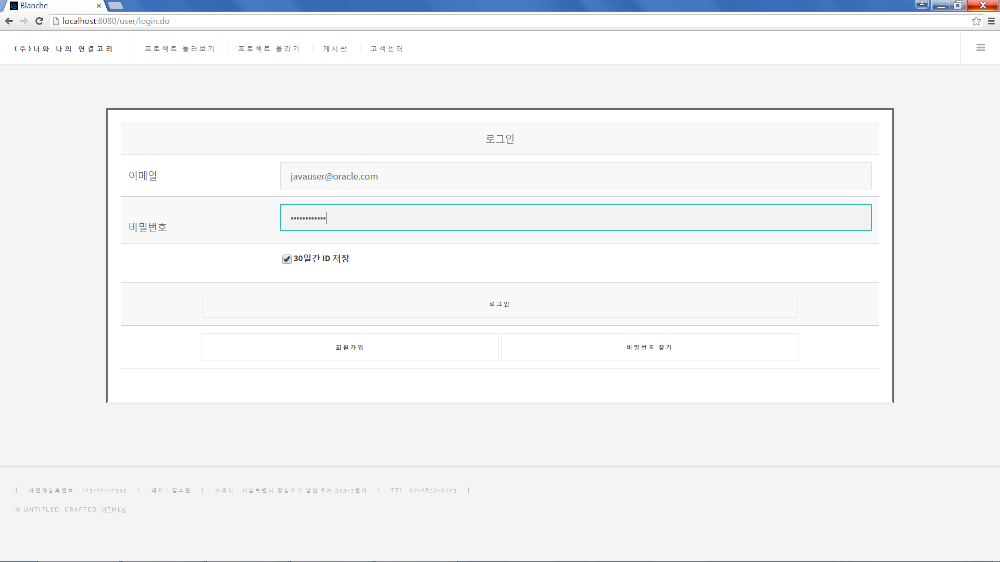 Blanche
localhost:8080/user/login.do
(주)너와 나의 연결고리
프로젝트 둘러보기
프로젝트 올리기
게시판
고객센터
로그인
이메일
javauser@oracle.com
비밀번호
••••••••••••
30일간 ID 저장
로그인
회원가입
비밀번호 찾기
| 사업자등록번호 : 123-12-12345 | 대표 : 김수연 | 소재지 : 서울특별시 영등포구 당산 6가 343-3번지 | TEL. 02-2637-0123 |
© UNTITLED. CRAFTED: HTML5.